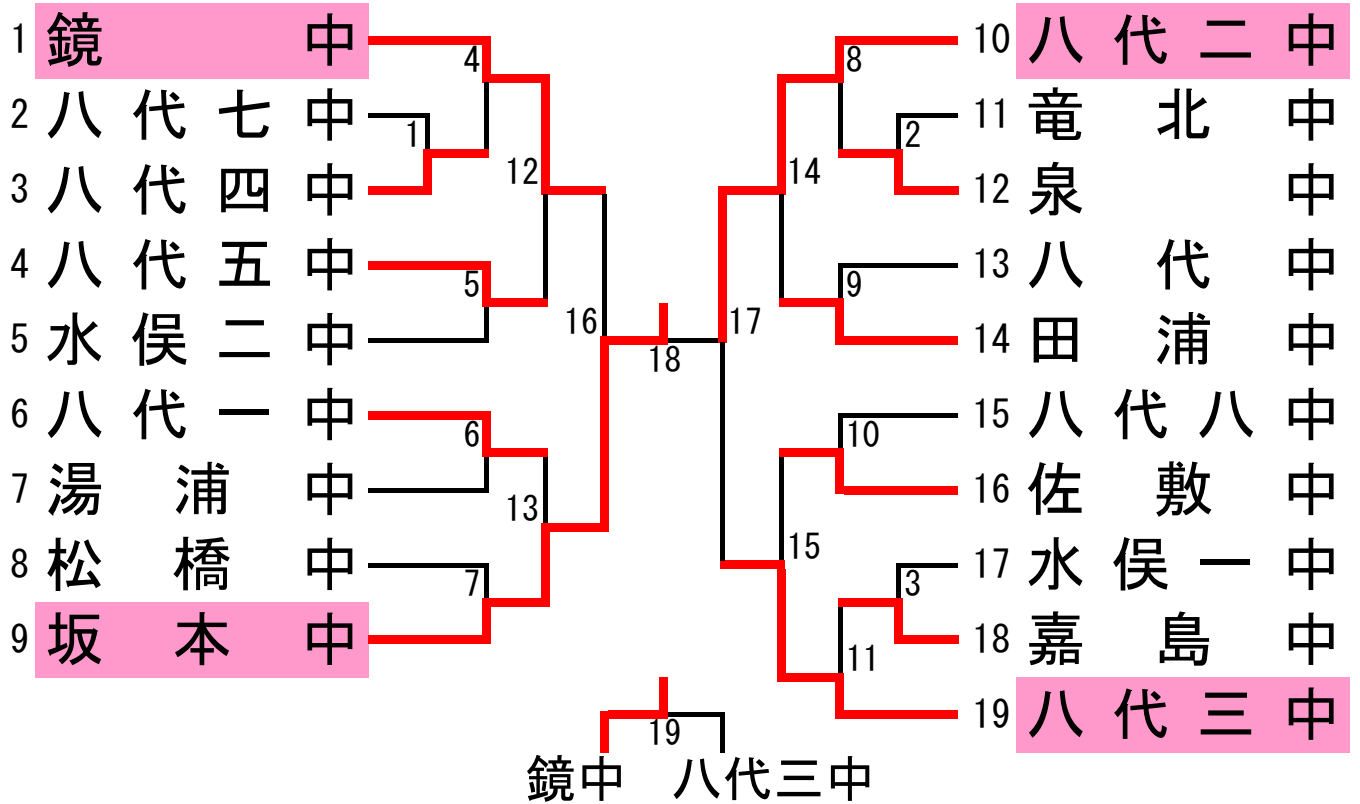 1 鏡中
2 八代七中
3 八代四中
4 八代五中
5 水俣二中
6 八代一中
7 湯浦中
8 松橋中
9 坂本中
1
4
5
6
7
12
13
16
18
17
14
15
8
2
9
10
3
11
10 八代二中
11 竜北中
12 泉中
13 八代中
14 田浦中
15 八代八中
16 佐敷中
17 水俣一中
18 嘉島中
19 八代三中
19
鏡中 八代三中